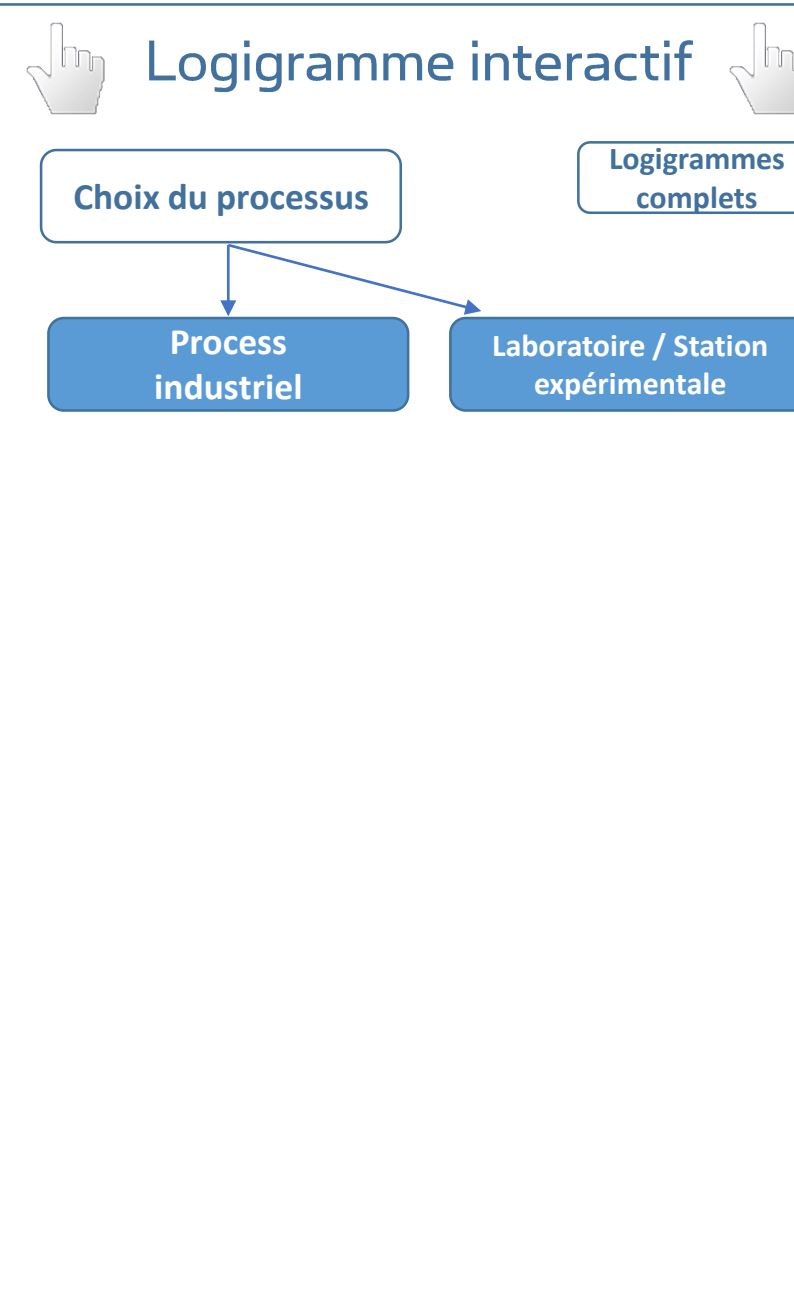 Logigramme interactif
Choix du processus
Logigrammes
complets
Process
industriel
Laboratoire / Station
expérimentale